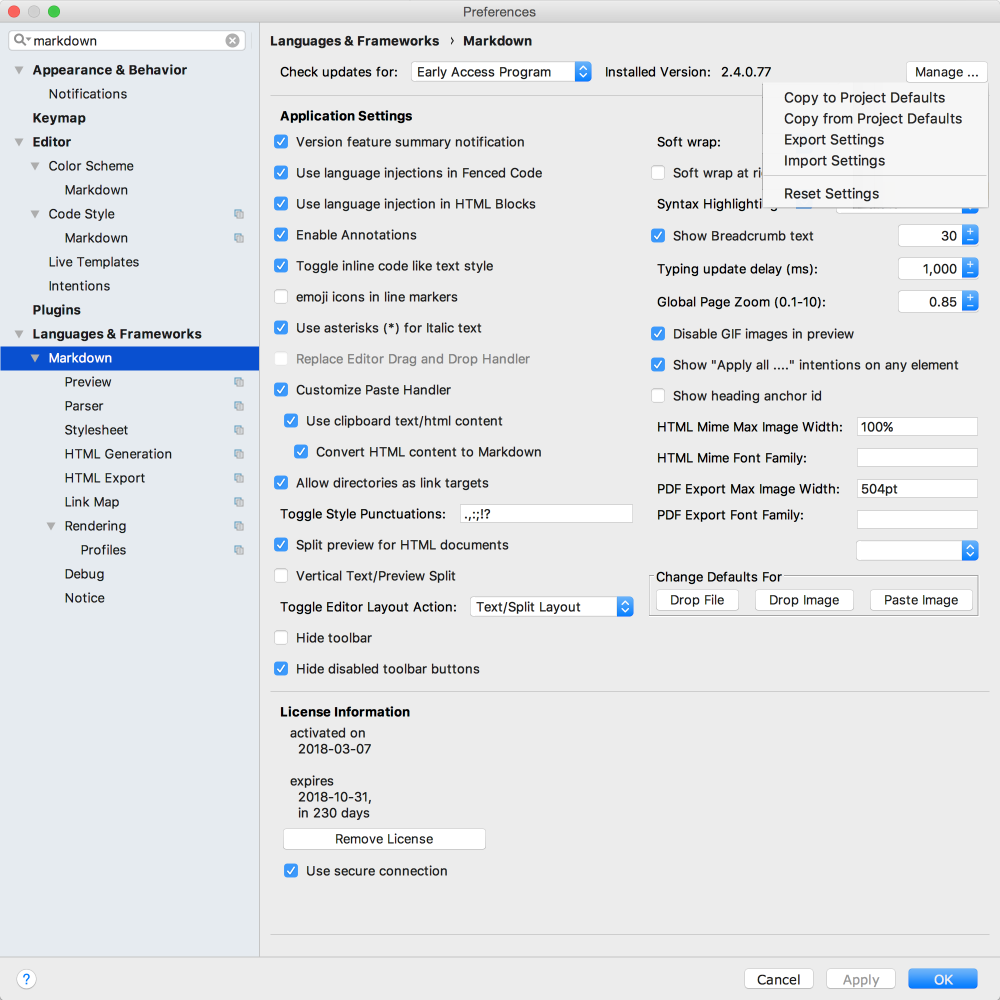 Preferences
markdown
Appearance & Behavior
Notifications
Keymap
Editor
Color Scheme
Markdown
Code Style
Markdown
Live Templates
Intentions
Plugins
Languages & Frameworks
Markdown
Preview
Parser
Stylesheet
HTML Generation
HTML Export
Link Map
Rendering
Profiles
Debug
Notice
Languages & Frameworks › Markdown
Check updates for: Early Access Program Installed Version: 2.4.0.77 Manage ...
Copy to Project Defaults
Copy from Project Defaults
Export Settings
Import Settings
Reset Settings
Application Settings
Version feature summary notification
Use language injections in Fenced Code
Use language injection in HTML Blocks
Enable Annotations
Toggle inline code like text style
emoji icons in line markers
Use asterisks (*) for Italic text
Replace Editor Drag and Drop Handler
Customize Paste Handler
Use clipboard text/html content
Convert HTML content to Markdown
Allow directories as link targets
Toggle Style Punctuations: .,:;!?
Split preview for HTML documents
Vertical Text/Preview Split
Toggle Editor Layout Action: Text/Split Layout
Hide toolbar
Hide disabled toolbar buttons
Soft wrap:
Soft wrap at
Syntax Highlighting
Show Breadcrumb text 30
Typing update delay (ms): 1,000
Global Page Zoom (0.1-10): 0.85
Disable GIF images in preview
Show "Apply all ...." intentions on any element
Show heading anchor id
HTML Mime Max Image Width: 100%
HTML Mime Font Family:
PDF Export Max Image Width: 504pt
PDF Export Font Family:
Change Defaults For
Drop File Drop Image Paste Image
License Information
activated on
2018-03-07
expires
2018-10-31,
in 230 days
Remove License
Use secure connection
? Cancel Apply OK